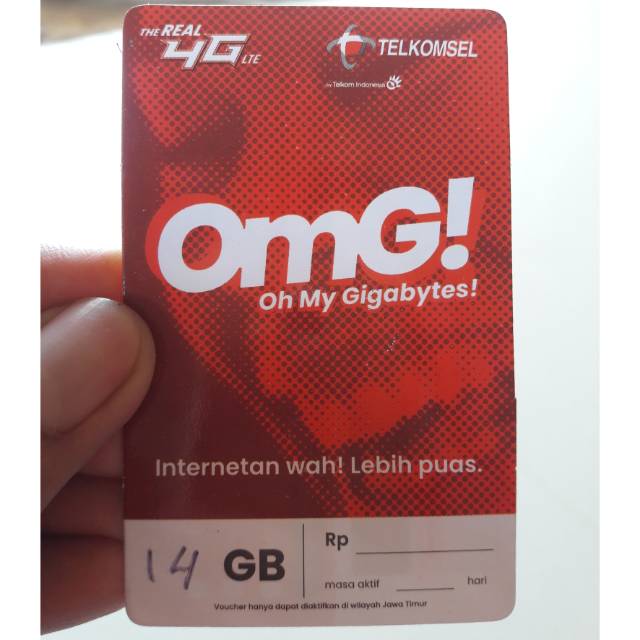 THE REAL
4G LTE
TELKOMSEL
by Telkom Indonesia
OmG!
Oh My Gigabytes!
Internetan wah! Lebih puas.
14 GB
Rp
masa aktif hari
Voucher hanya dapat diaktifkan di wilayah Jawa Timur